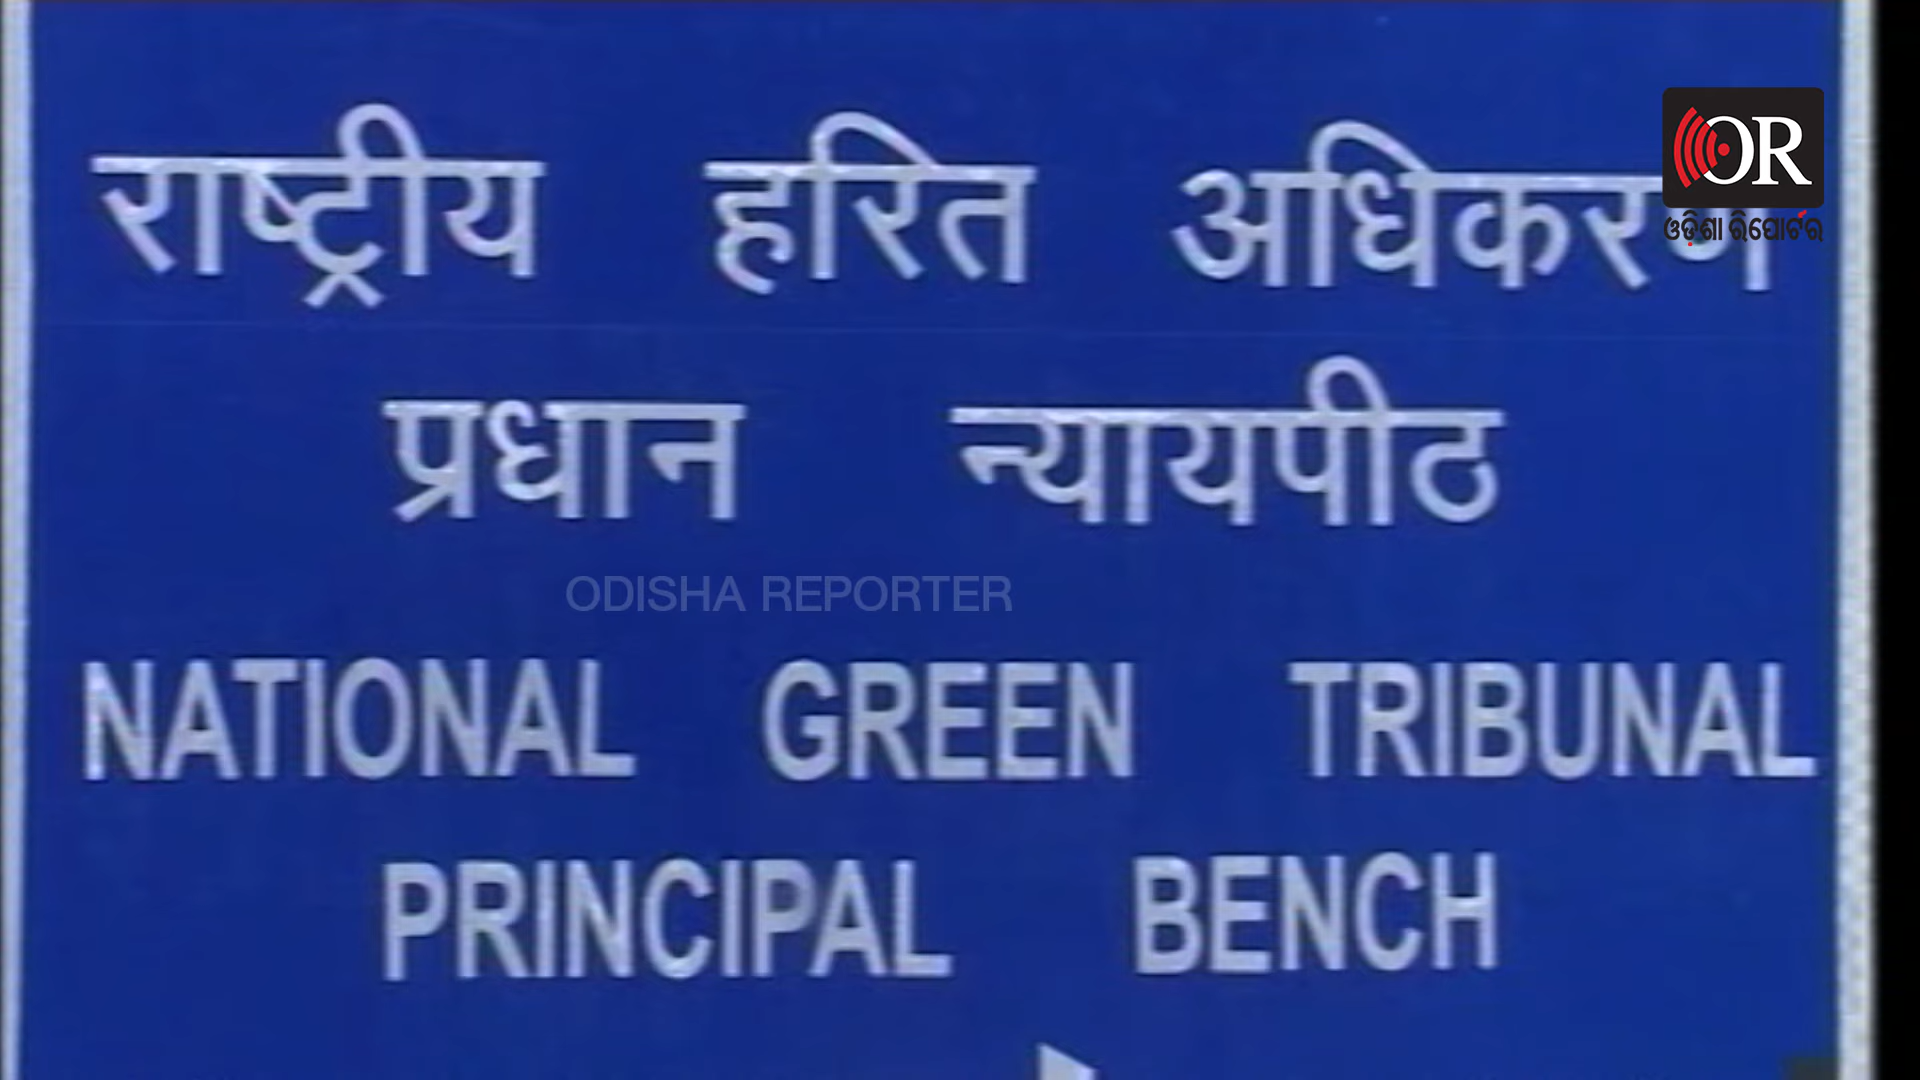 राष्ट्रीय हरित अधिकरण
OR
ଓଡ଼ିଶା ରିପୋର୍ଟର
प्रधान न्यायपीठ
ODISHA REPORTER
NATIONAL GREEN TRIBUNAL
PRINCIPAL BENCH